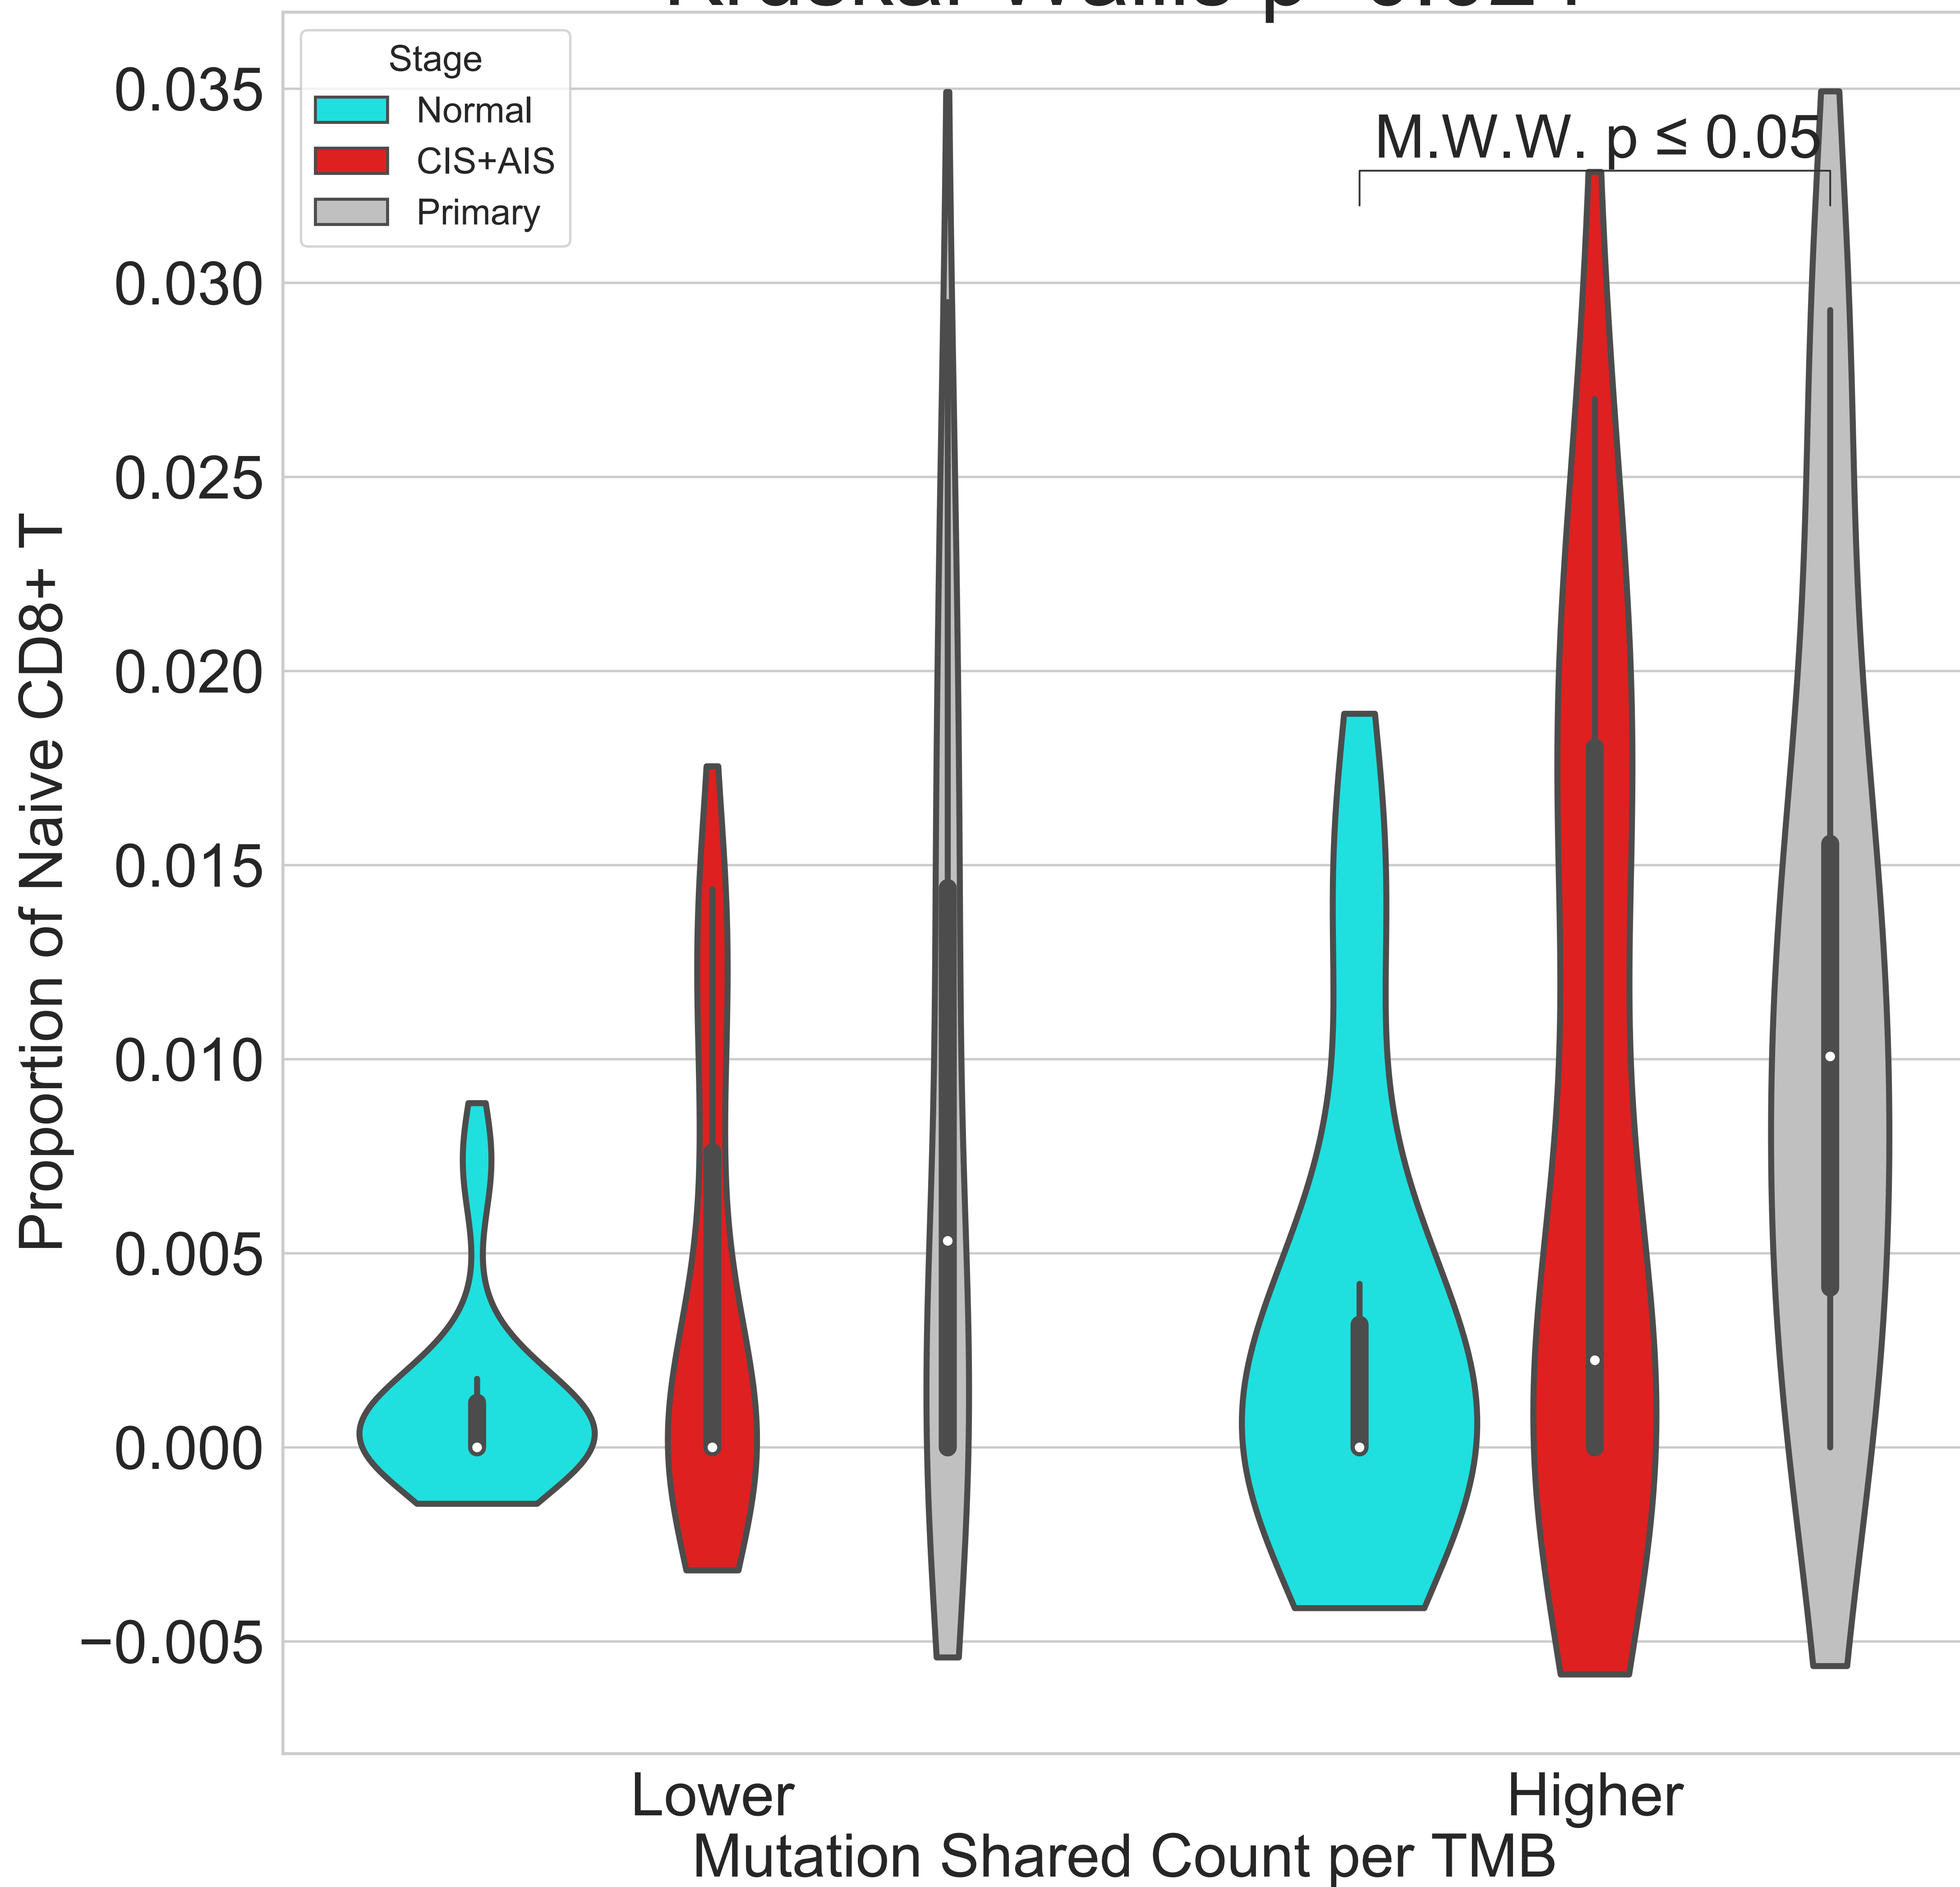 Stage
Normal
CIS+AIS
Primary
M.W.W. p ≤ 0.05
0.035
0.030
0.025
0.020
0.015
0.010
0.005
0.000
−0.005
Proportion of Naive CD8+ T
Lower
Higher
Mutation Shared Count per TMB